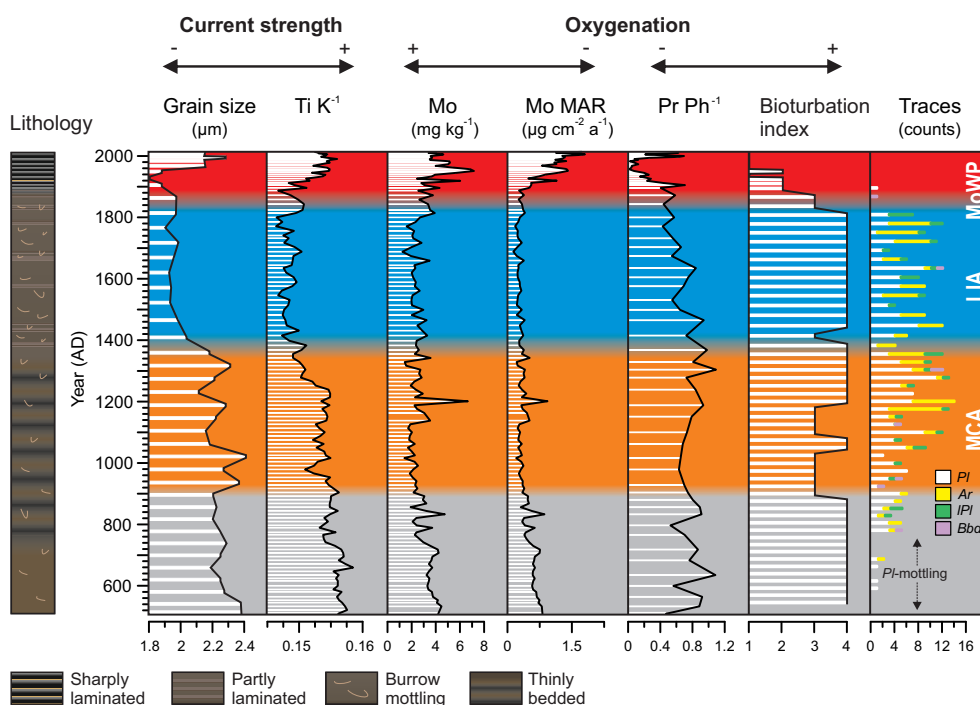 Current strength
Oxygenation
- +
+ -
- +
Lithology
Grain size
(µm)
Ti K⁻¹
Mo
(mg kg⁻¹)
Mo MAR
(µg cm⁻² a⁻¹)
Pr Ph⁻¹
Bioturbation
index
Traces
(counts)
Year (AD)
2000
1800
1600
1400
1200
1000
800
600
MoWP
LIA
MCA
Pl
Ar
lPl
Bbd
Pl-mottling
1.8 2 2.2 2.4
0.15 0.16
0 2 4 6 8
0 1.5
0 0.4 0.8 1.2
1 2 3 4
0 4 8 12 16
Sharply
laminated
Partly
laminated
Burrow
mottling
Thinly
bedded